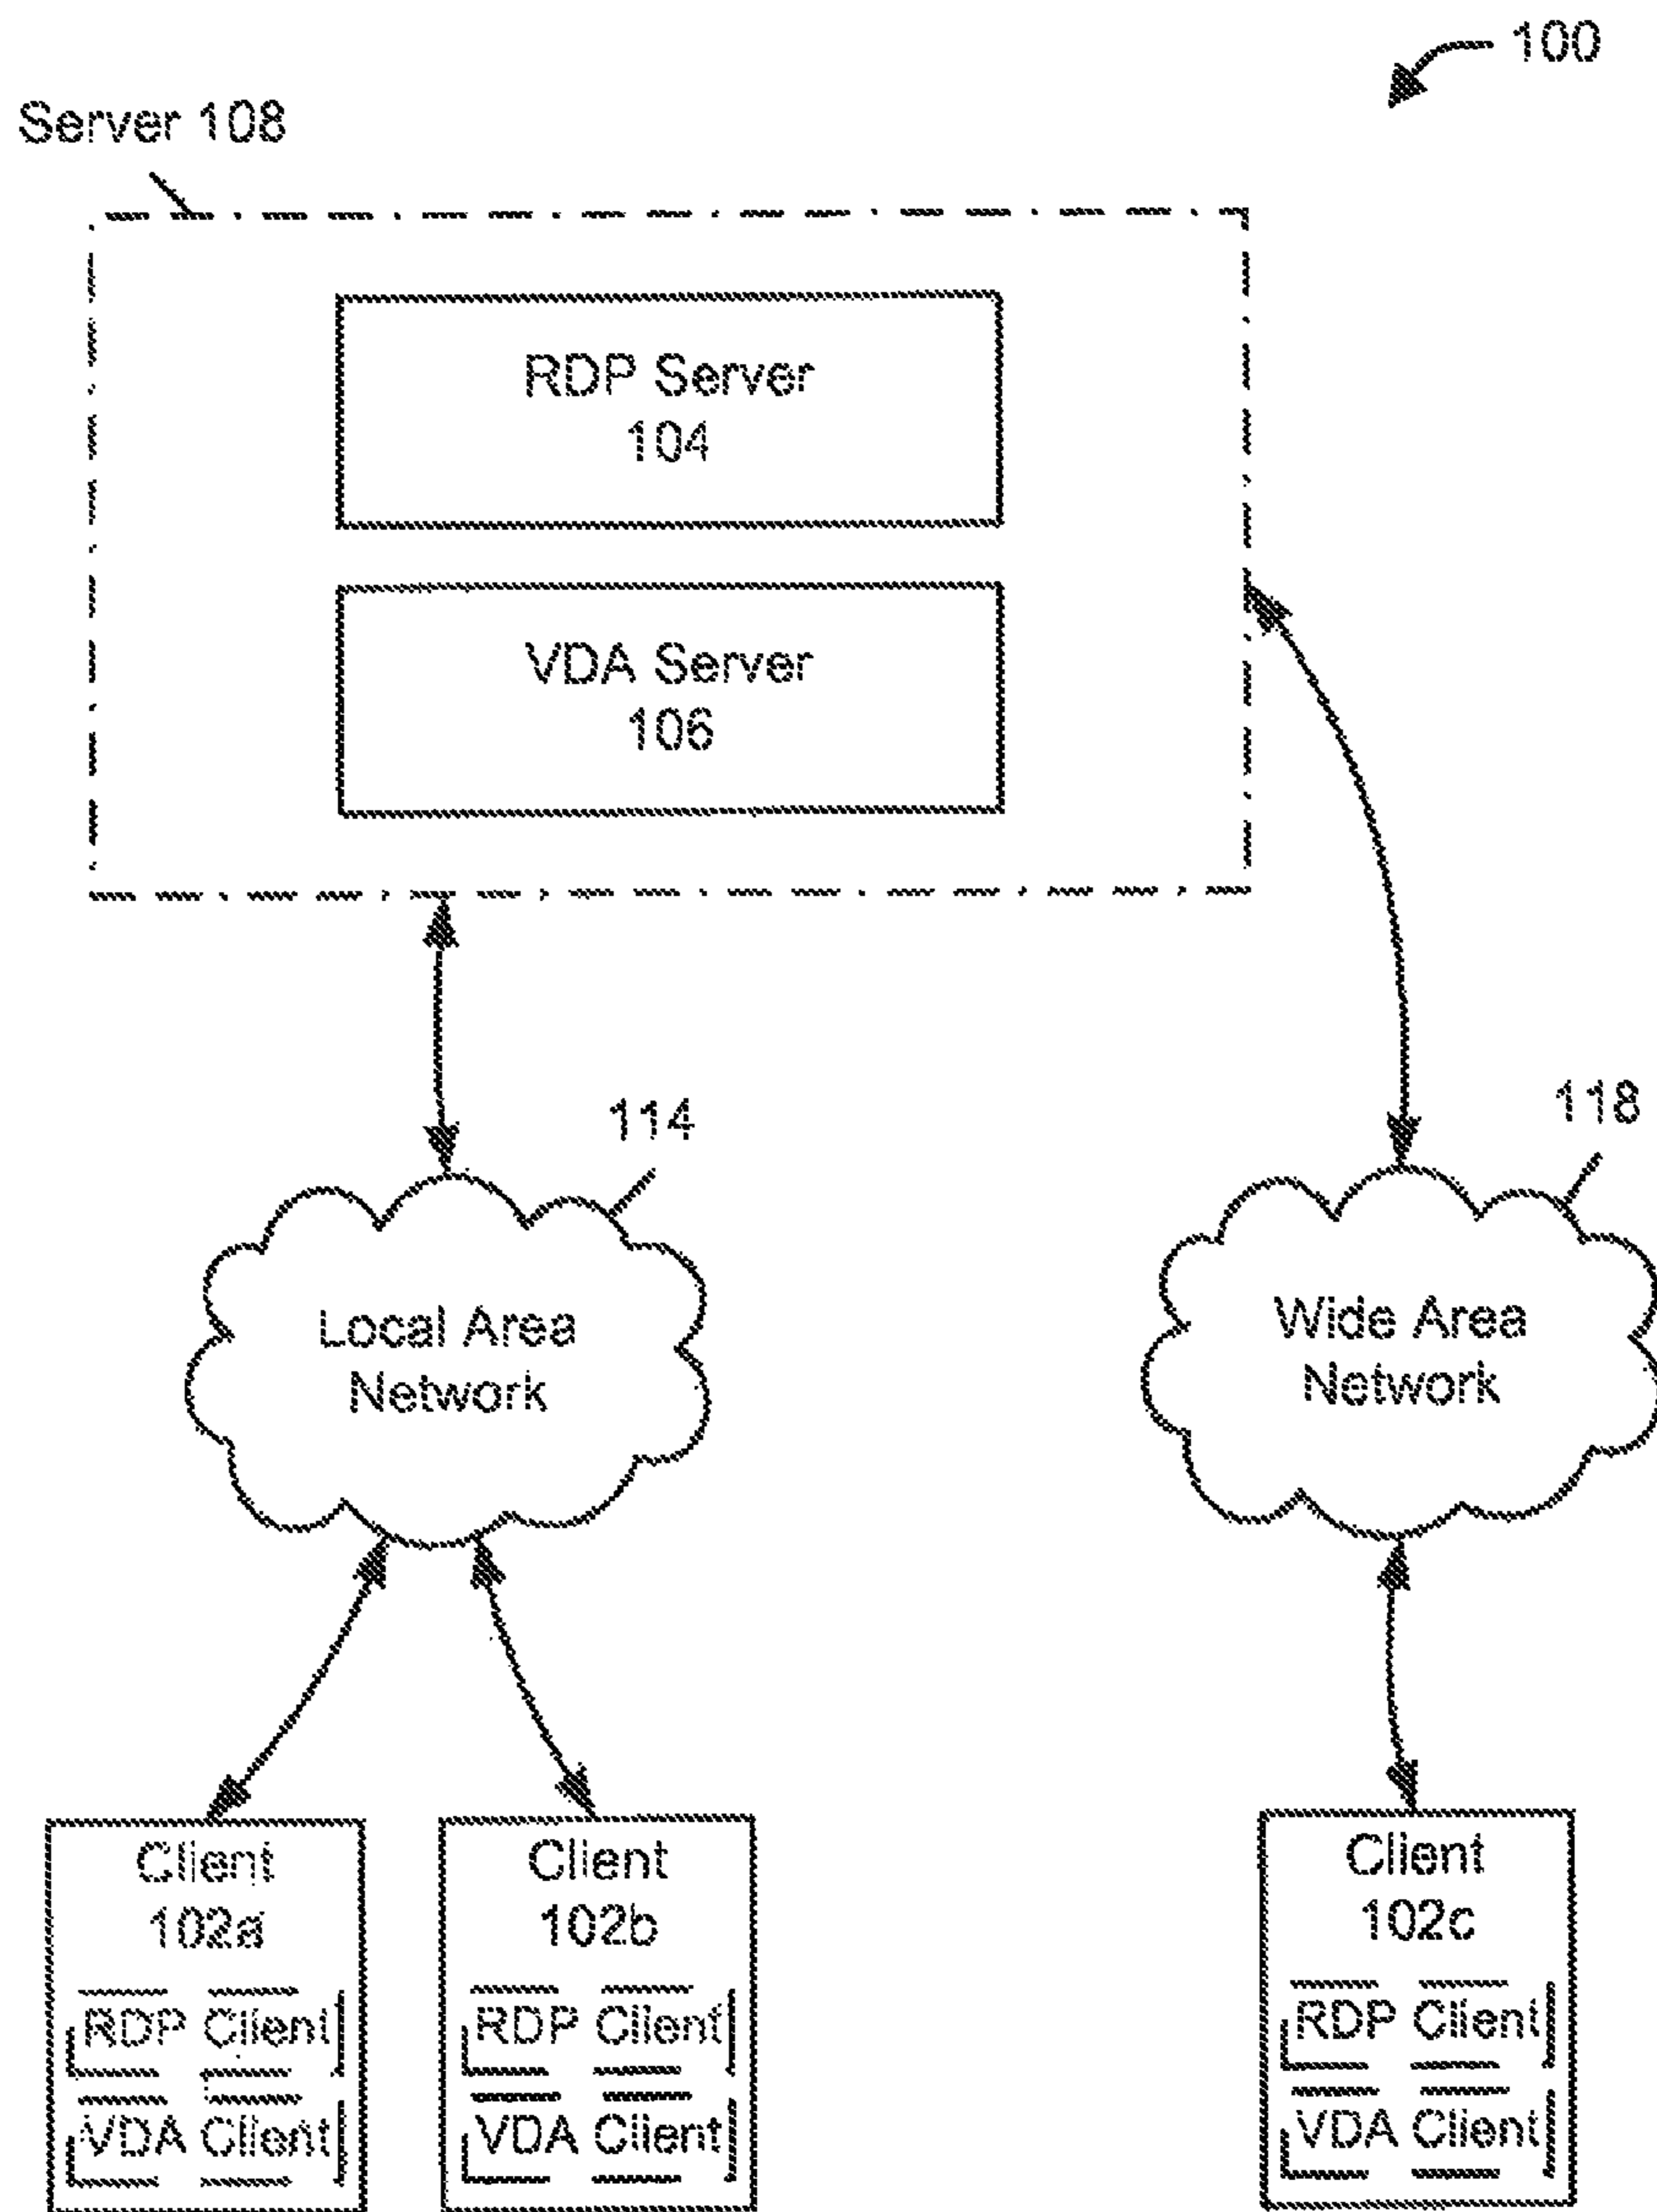 100
Server 108
RDP Server
104
VDA Server
106
114
118
Local Area
Network
Wide Area
Network
Client
102a
RDP Client
VDA Client
Client
102b
RDP Client
VDA Client
Client
102c
RDP Client
VDA Client